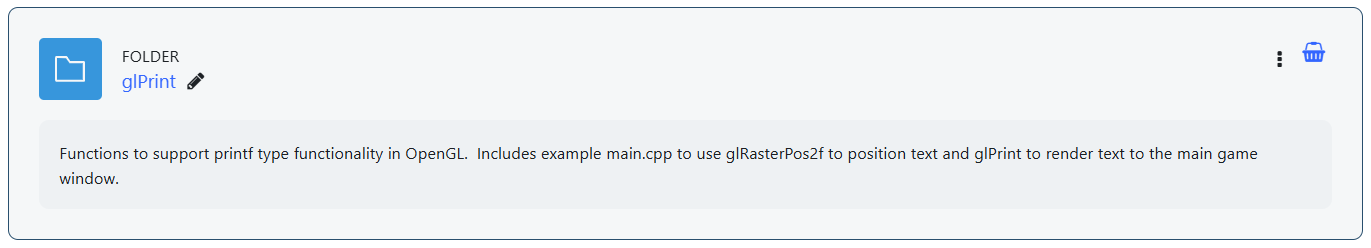 FOLDER
glPrint
Functions to support printf type functionality in OpenGL.  Includes example main.cpp to use glRasterPos2f to position text and glPrint to render text to the main game
window.